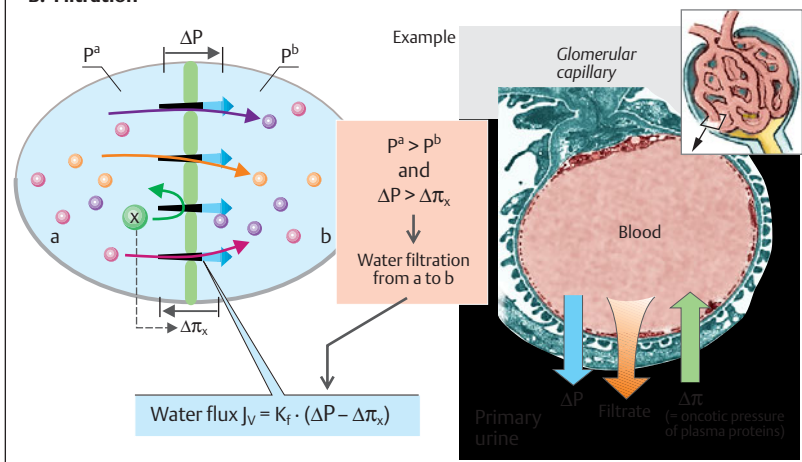 B. Filtration
ΔP
Pᵃ
Pᵇ
x
a
b
Δπₓ
Pᵃ > Pᵇ
and
ΔP > Δπₓ
Water filtration
from a to b
Water flux Jᵥ = K_f · (ΔP – Δπₓ)
Example
Glomerular
capillary
Blood
ΔP
Filtrate
Δπ
(= oncotic pressure
of plasma proteins)
Primary
urine